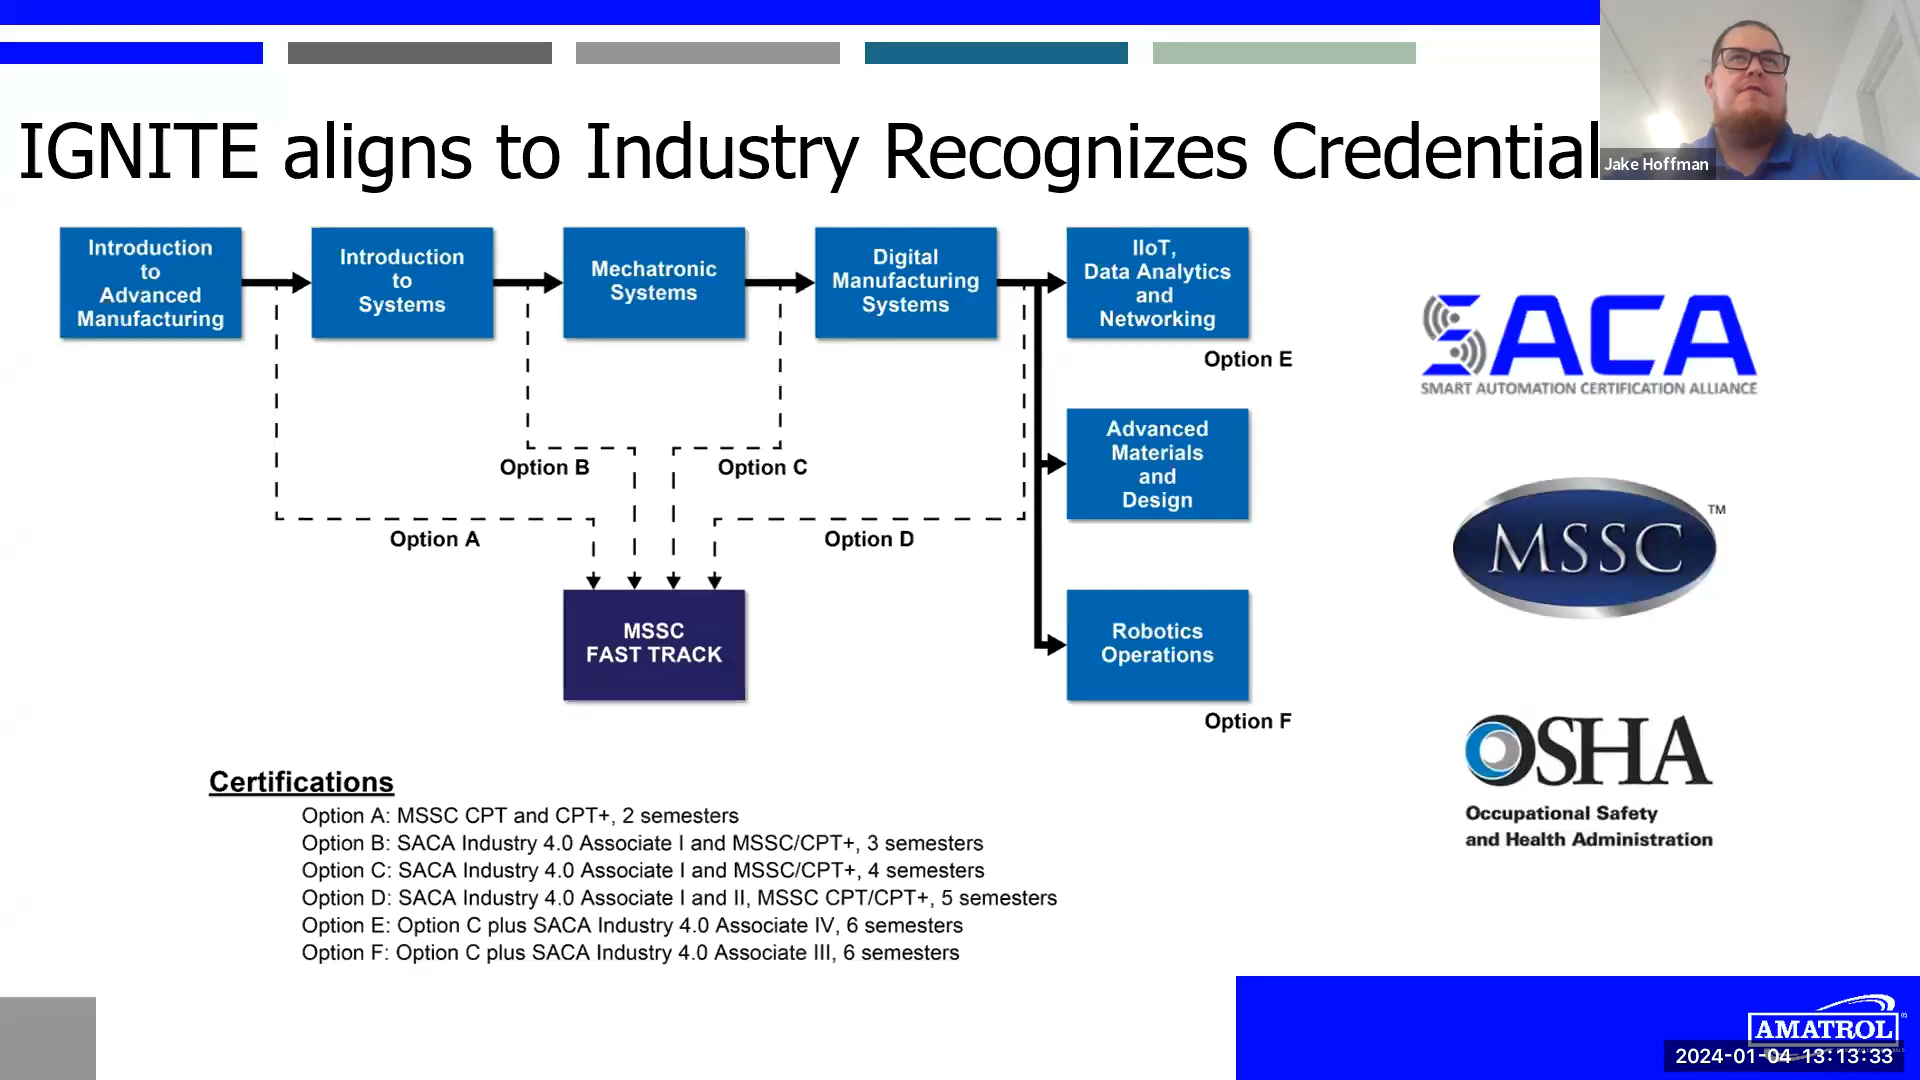 IGNITE aligns to Industry Recognizes Credential
Jake Hoffman
Introduction
to
Advanced
Manufacturing
Introduction
to
Systems
Mechatronic
Systems
Digital
Manufacturing
Systems
IIoT,
Data Analytics
and
Networking
Option E
SACA
SMART AUTOMATION CERTIFICATION ALLIANCE
Advanced
Materials
and
Design
Option B
Option C
Option A
Option D
MSSC
TM
MSSC
FAST TRACK
Robotics
Operations
Option F
OSHA
Occupational Safety
and Health Administration
Certifications
Option A: MSSC CPT and CPT+, 2 semesters
Option B: SACA Industry 4.0 Associate I and MSSC/CPT+, 3 semesters
Option C: SACA Industry 4.0 Associate I and MSSC/CPT+, 4 semesters
Option D: SACA Industry 4.0 Associate I and II, MSSC CPT/CPT+, 5 semesters
Option E: Option C plus SACA Industry 4.0 Associate IV, 6 semesters
Option F: Option C plus SACA Industry 4.0 Associate III, 6 semesters
AMATROL
2024-01-04 13:13:33